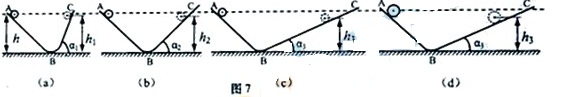 A C h B α₁ h₁
A C B α₂ h₂
C B α₃ h₃
A C B α₃ h₃
(a) (b) (c) (d)
图7